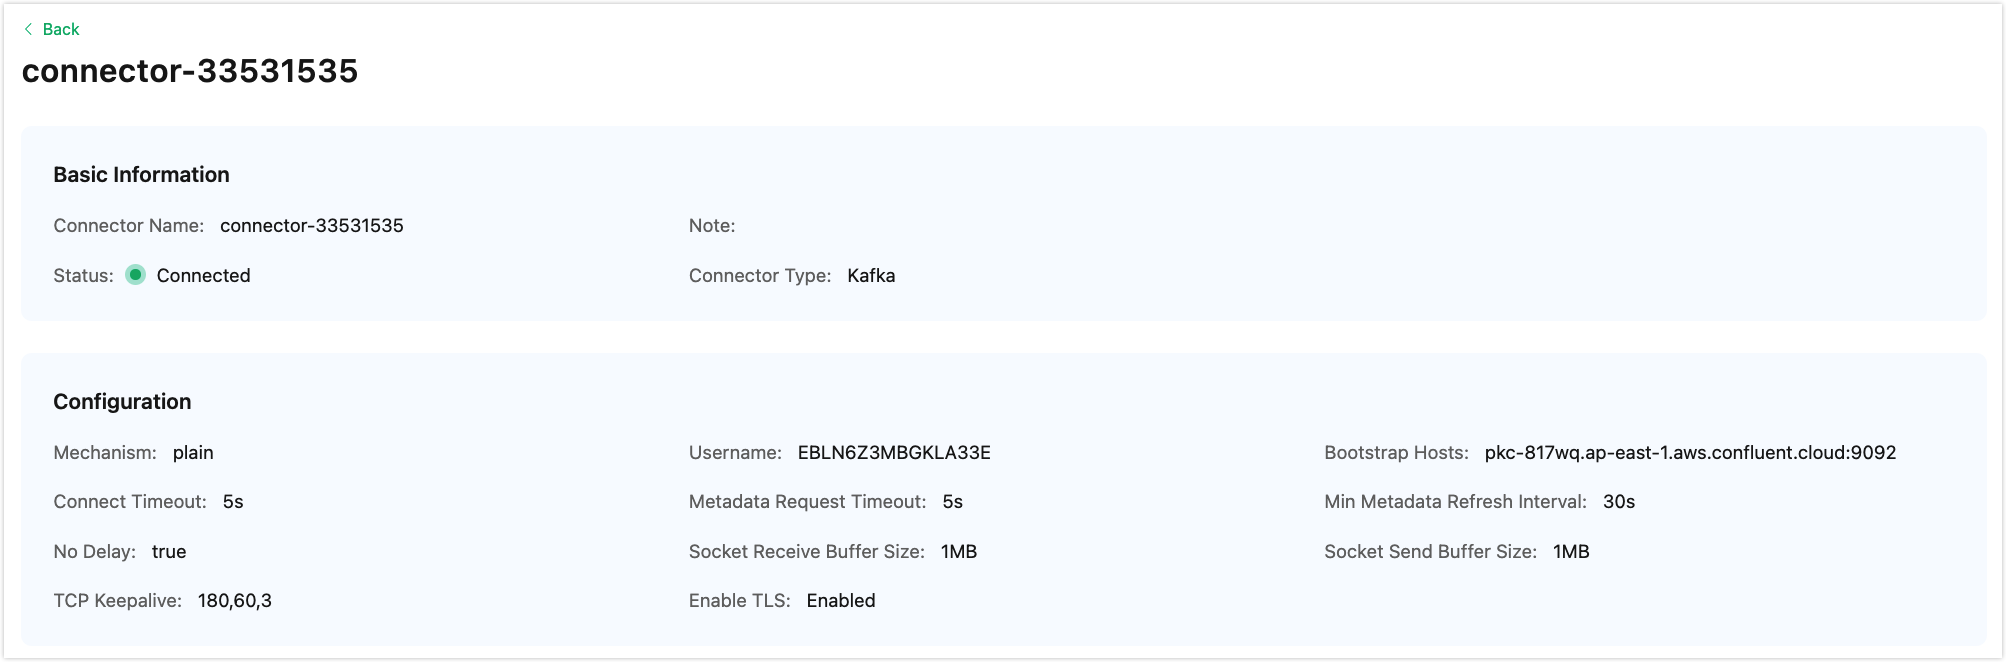 Back
connector-33531535
Basic Information
Connector Name: connector-33531535 Note:
Status: Connected Connector Type: Kafka
Configuration
Mechanism: plain Username: EBLN6Z3MBGKLA33E Bootstrap Hosts: pkc-817wq.ap-east-1.aws.confluent.cloud:9092
Connect Timeout: 5s Metadata Request Timeout: 5s Min Metadata Refresh Interval: 30s
No Delay: true Socket Receive Buffer Size: 1MB Socket Send Buffer Size: 1MB
TCP Keepalive: 180,60,3 Enable TLS: Enabled